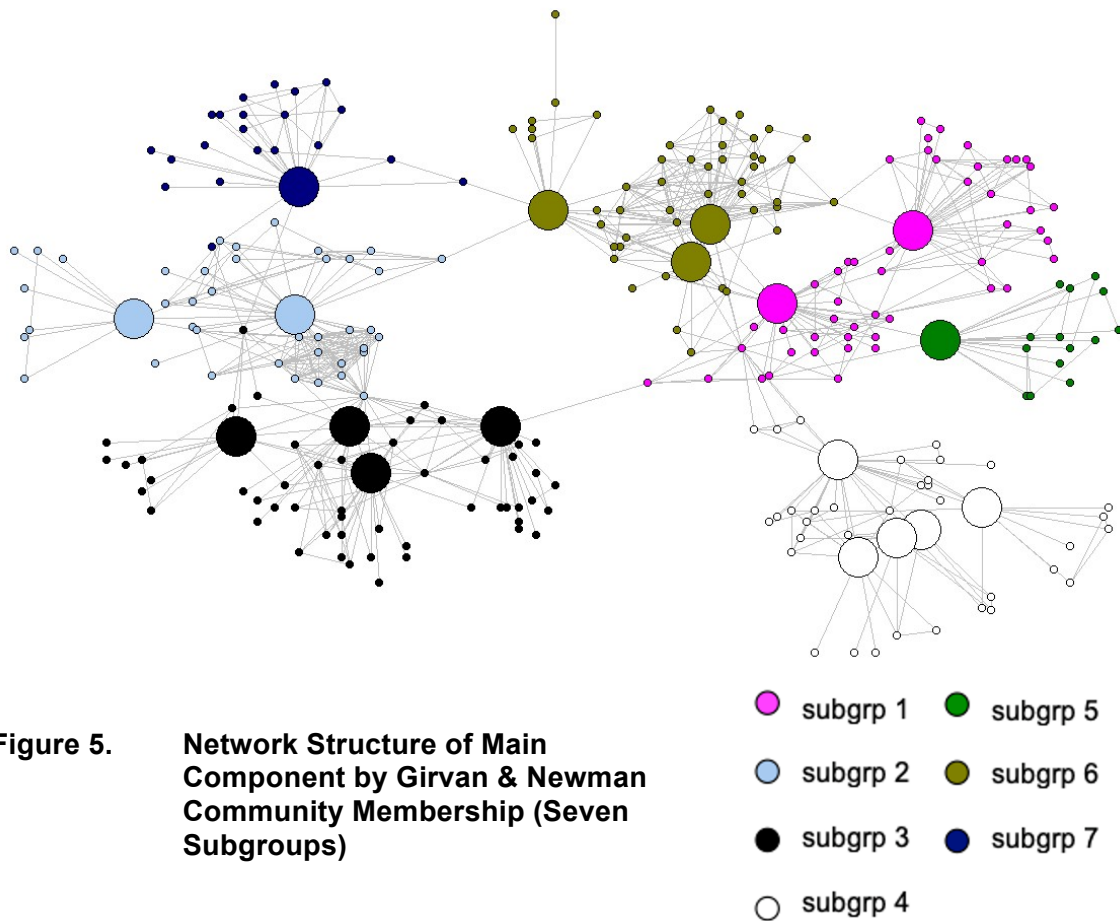 Figure 5. Network Structure of Main
Component by Girvan & Newman
Community Membership (Seven
Subgroups)
subgrp 1
subgrp 5
subgrp 2
subgrp 6
subgrp 3
subgrp 7
subgrp 4